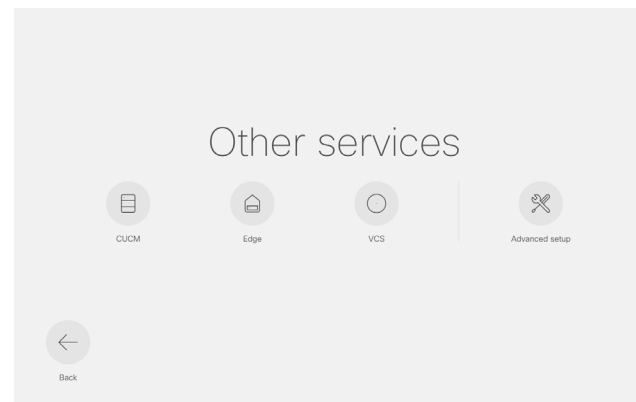 Other services
CUCM
Edge
VCS
Advanced setup
Back